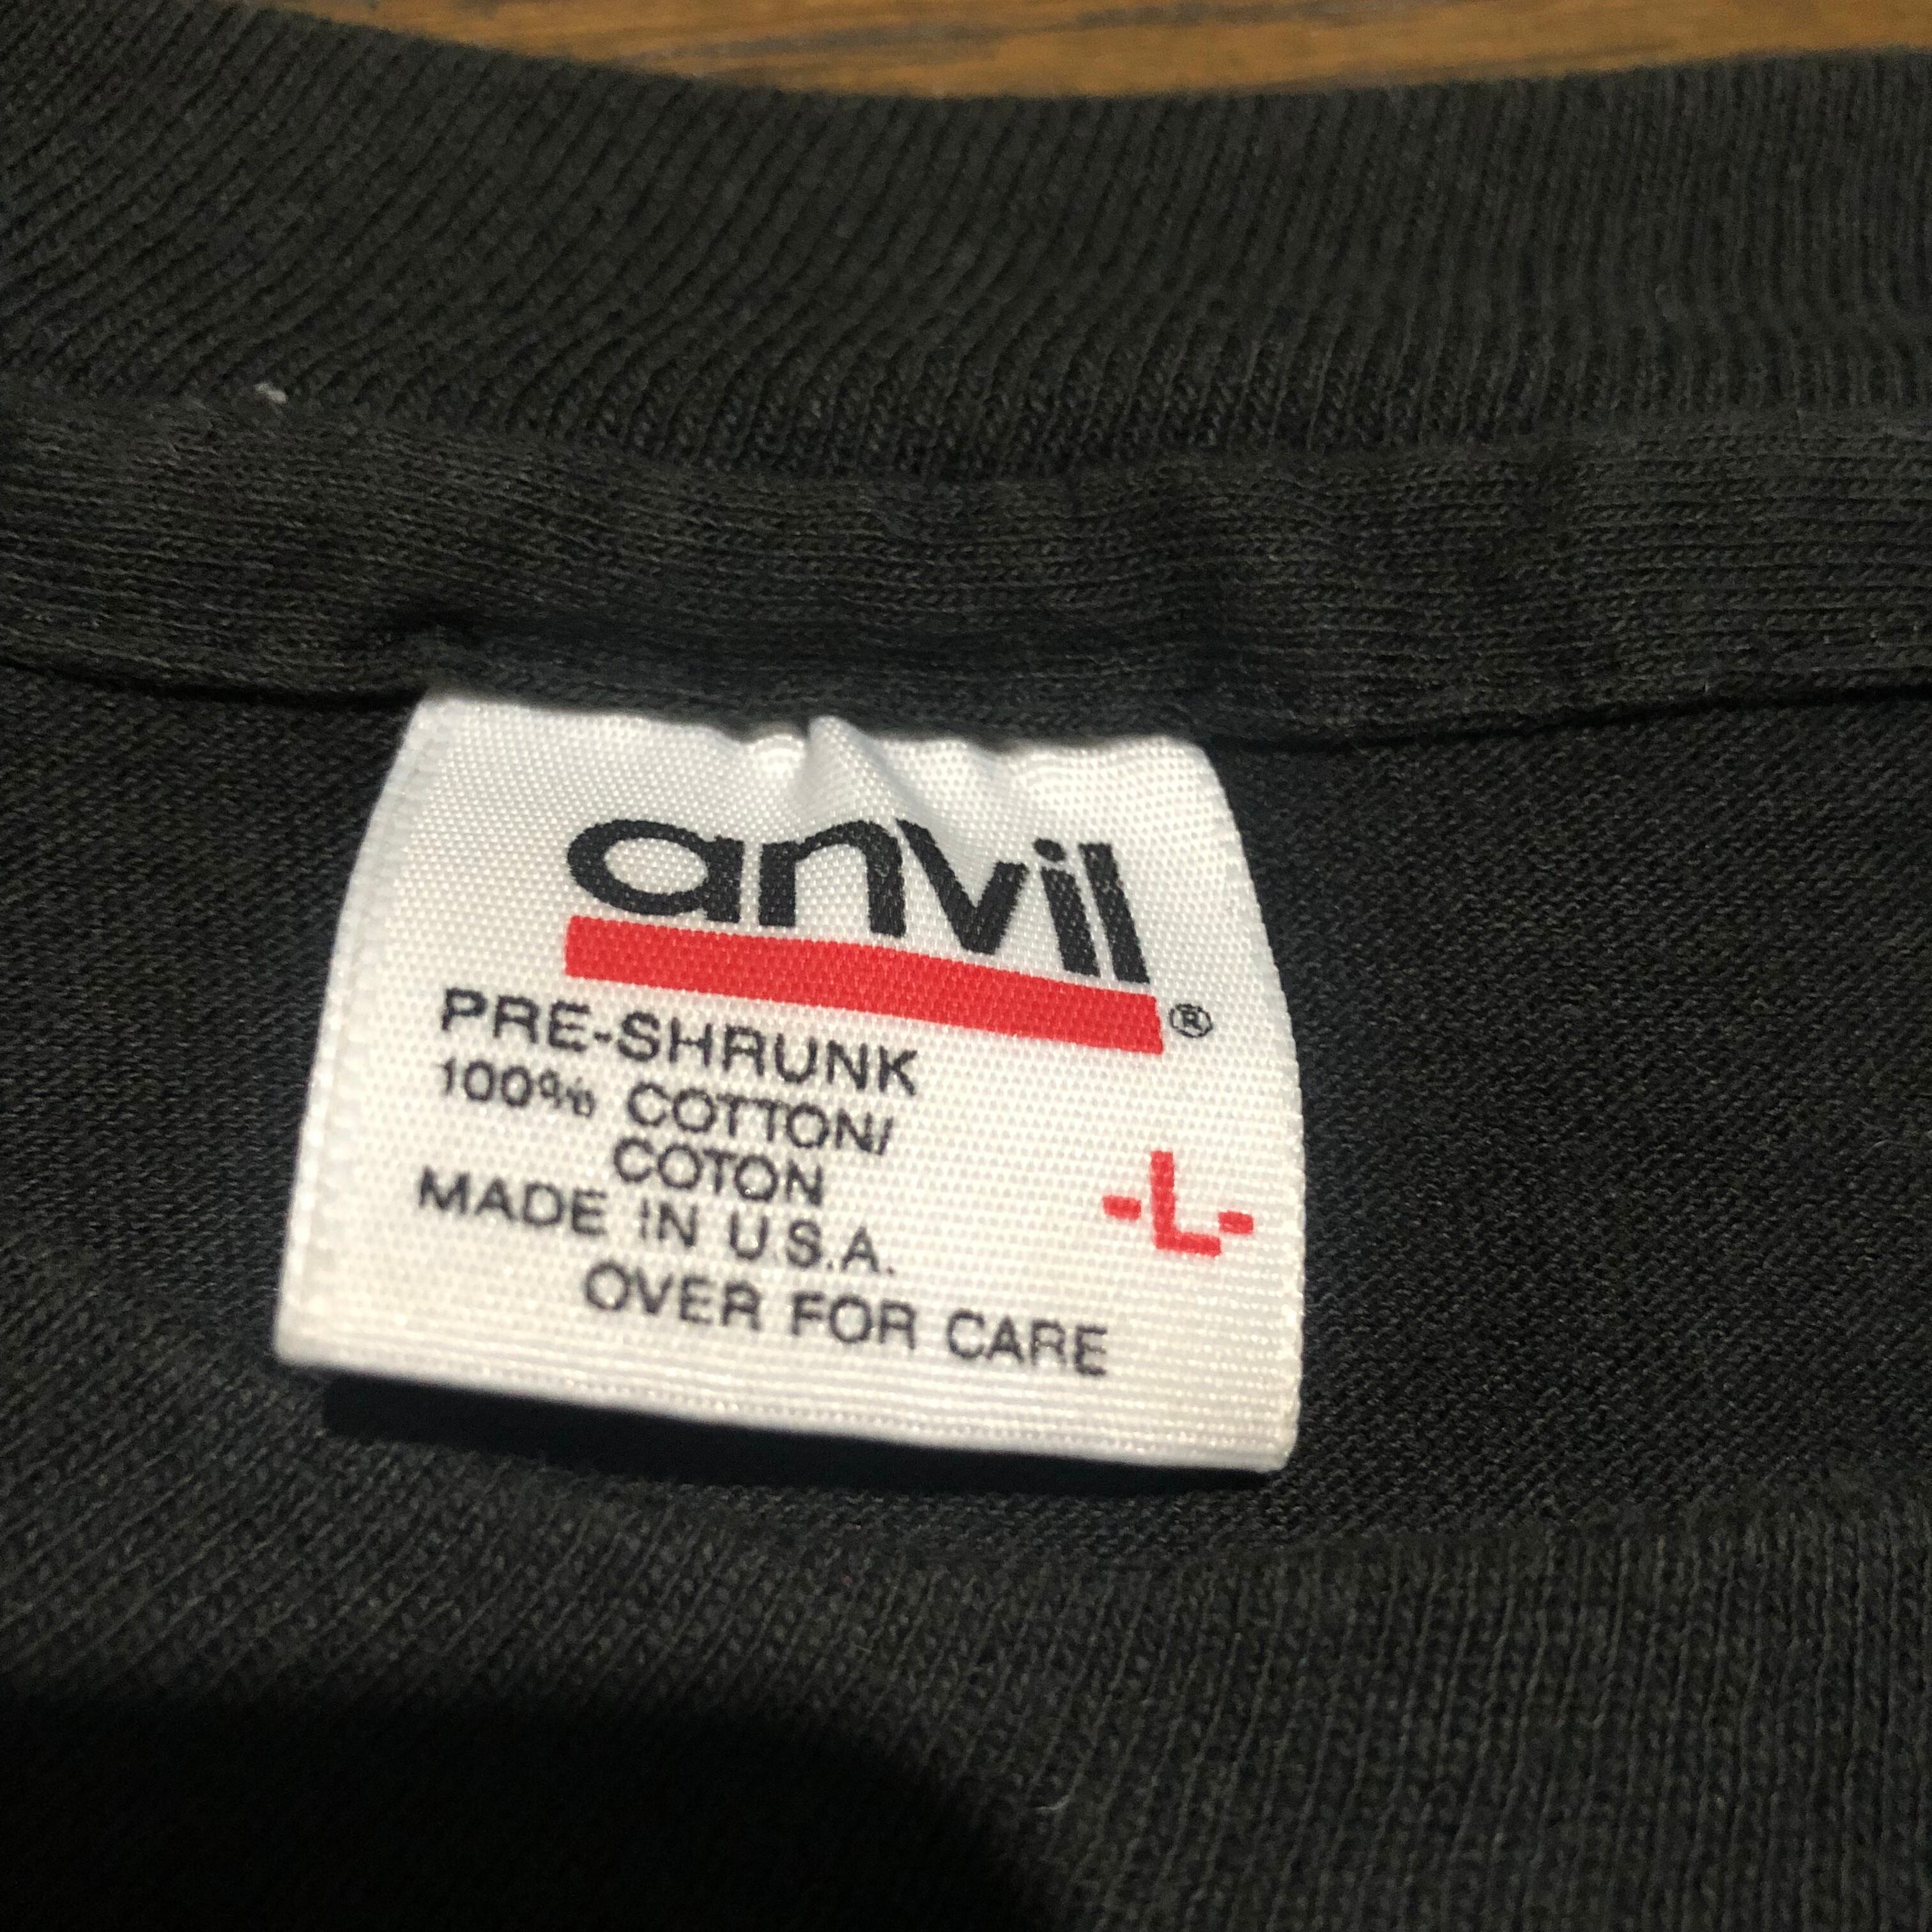 anvil®
PRE-SHRUNK
100% COTTON/
COTON
-L-
MADE IN U.S.A.
OVER FOR CARE